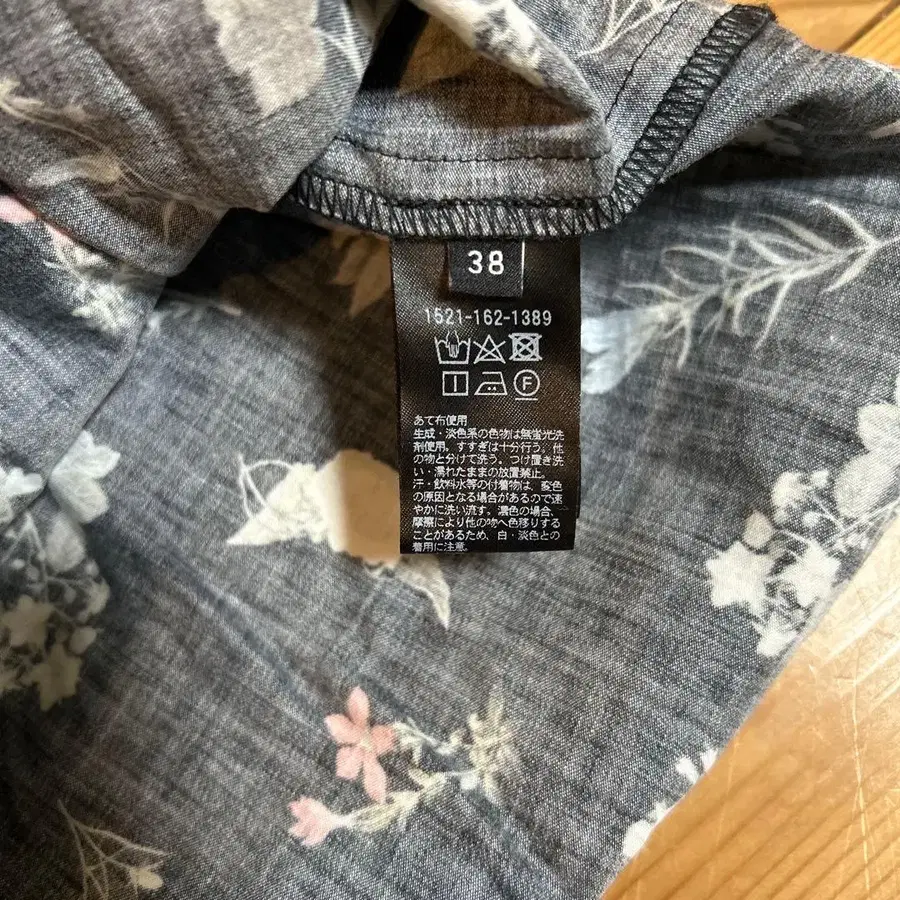 38
1521-162-1389
F
あて布使用
生成・淡色系の色物は無蛍光洗
剤使用。すすぎは十分行う。他
の物と分けて洗う。つけ置き洗
い・濡れたままの放置禁止。
汗・飲料水等の付着物は、変色
の原因となる場合があるので速
やかに洗い流す。濃色の場合、
摩擦により他の物へ色移りする
ことがあるため、白・淡色との
着用に注意。